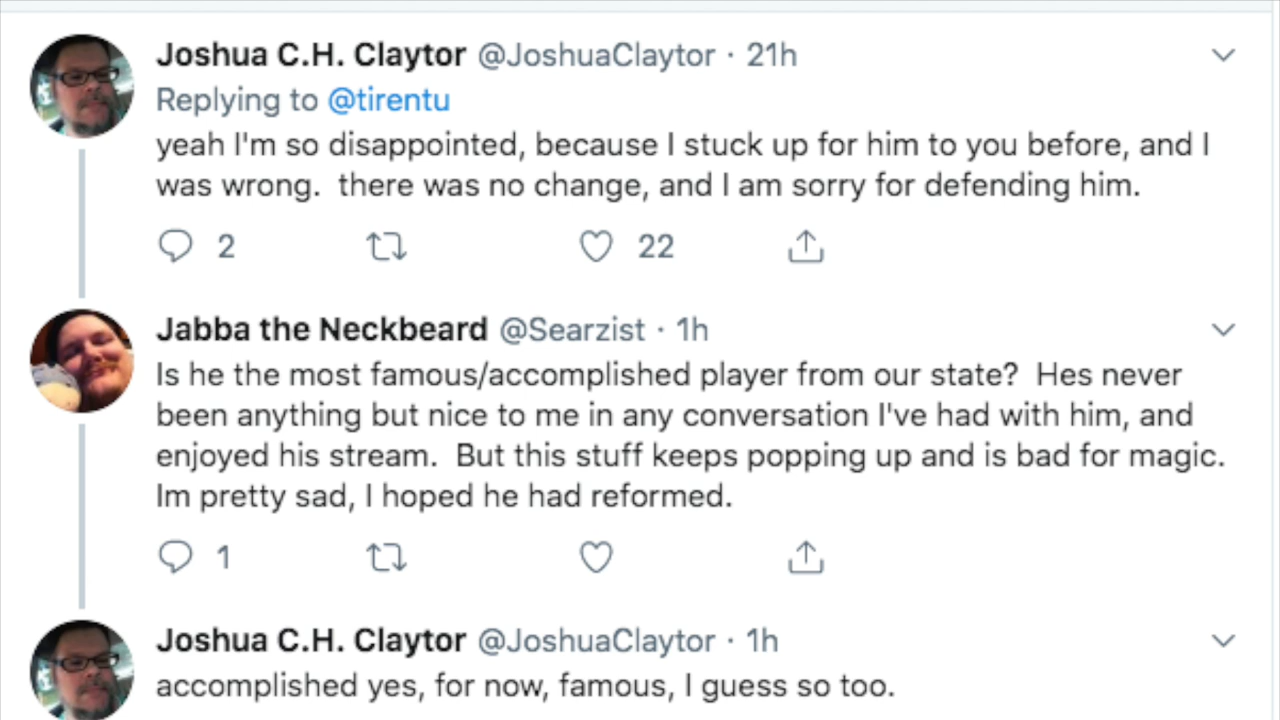 Joshua C.H. Claytor @JoshuaClaytor · 21h
Replying to @tirentu
yeah I'm so disappointed, because I stuck up for him to you before, and I
was wrong.  there was no change, and I am sorry for defending him.
2 22
Jabba the Neckbeard @Searzist · 1h
Is he the most famous/accomplished player from our state?  Hes never
been anything but nice to me in any conversation I've had with him, and
enjoyed his stream.  But this stuff keeps popping up and is bad for magic.
Im pretty sad, I hoped he had reformed.
1
Joshua C.H. Claytor @JoshuaClaytor · 1h
accomplished yes, for now, famous, I guess so too.